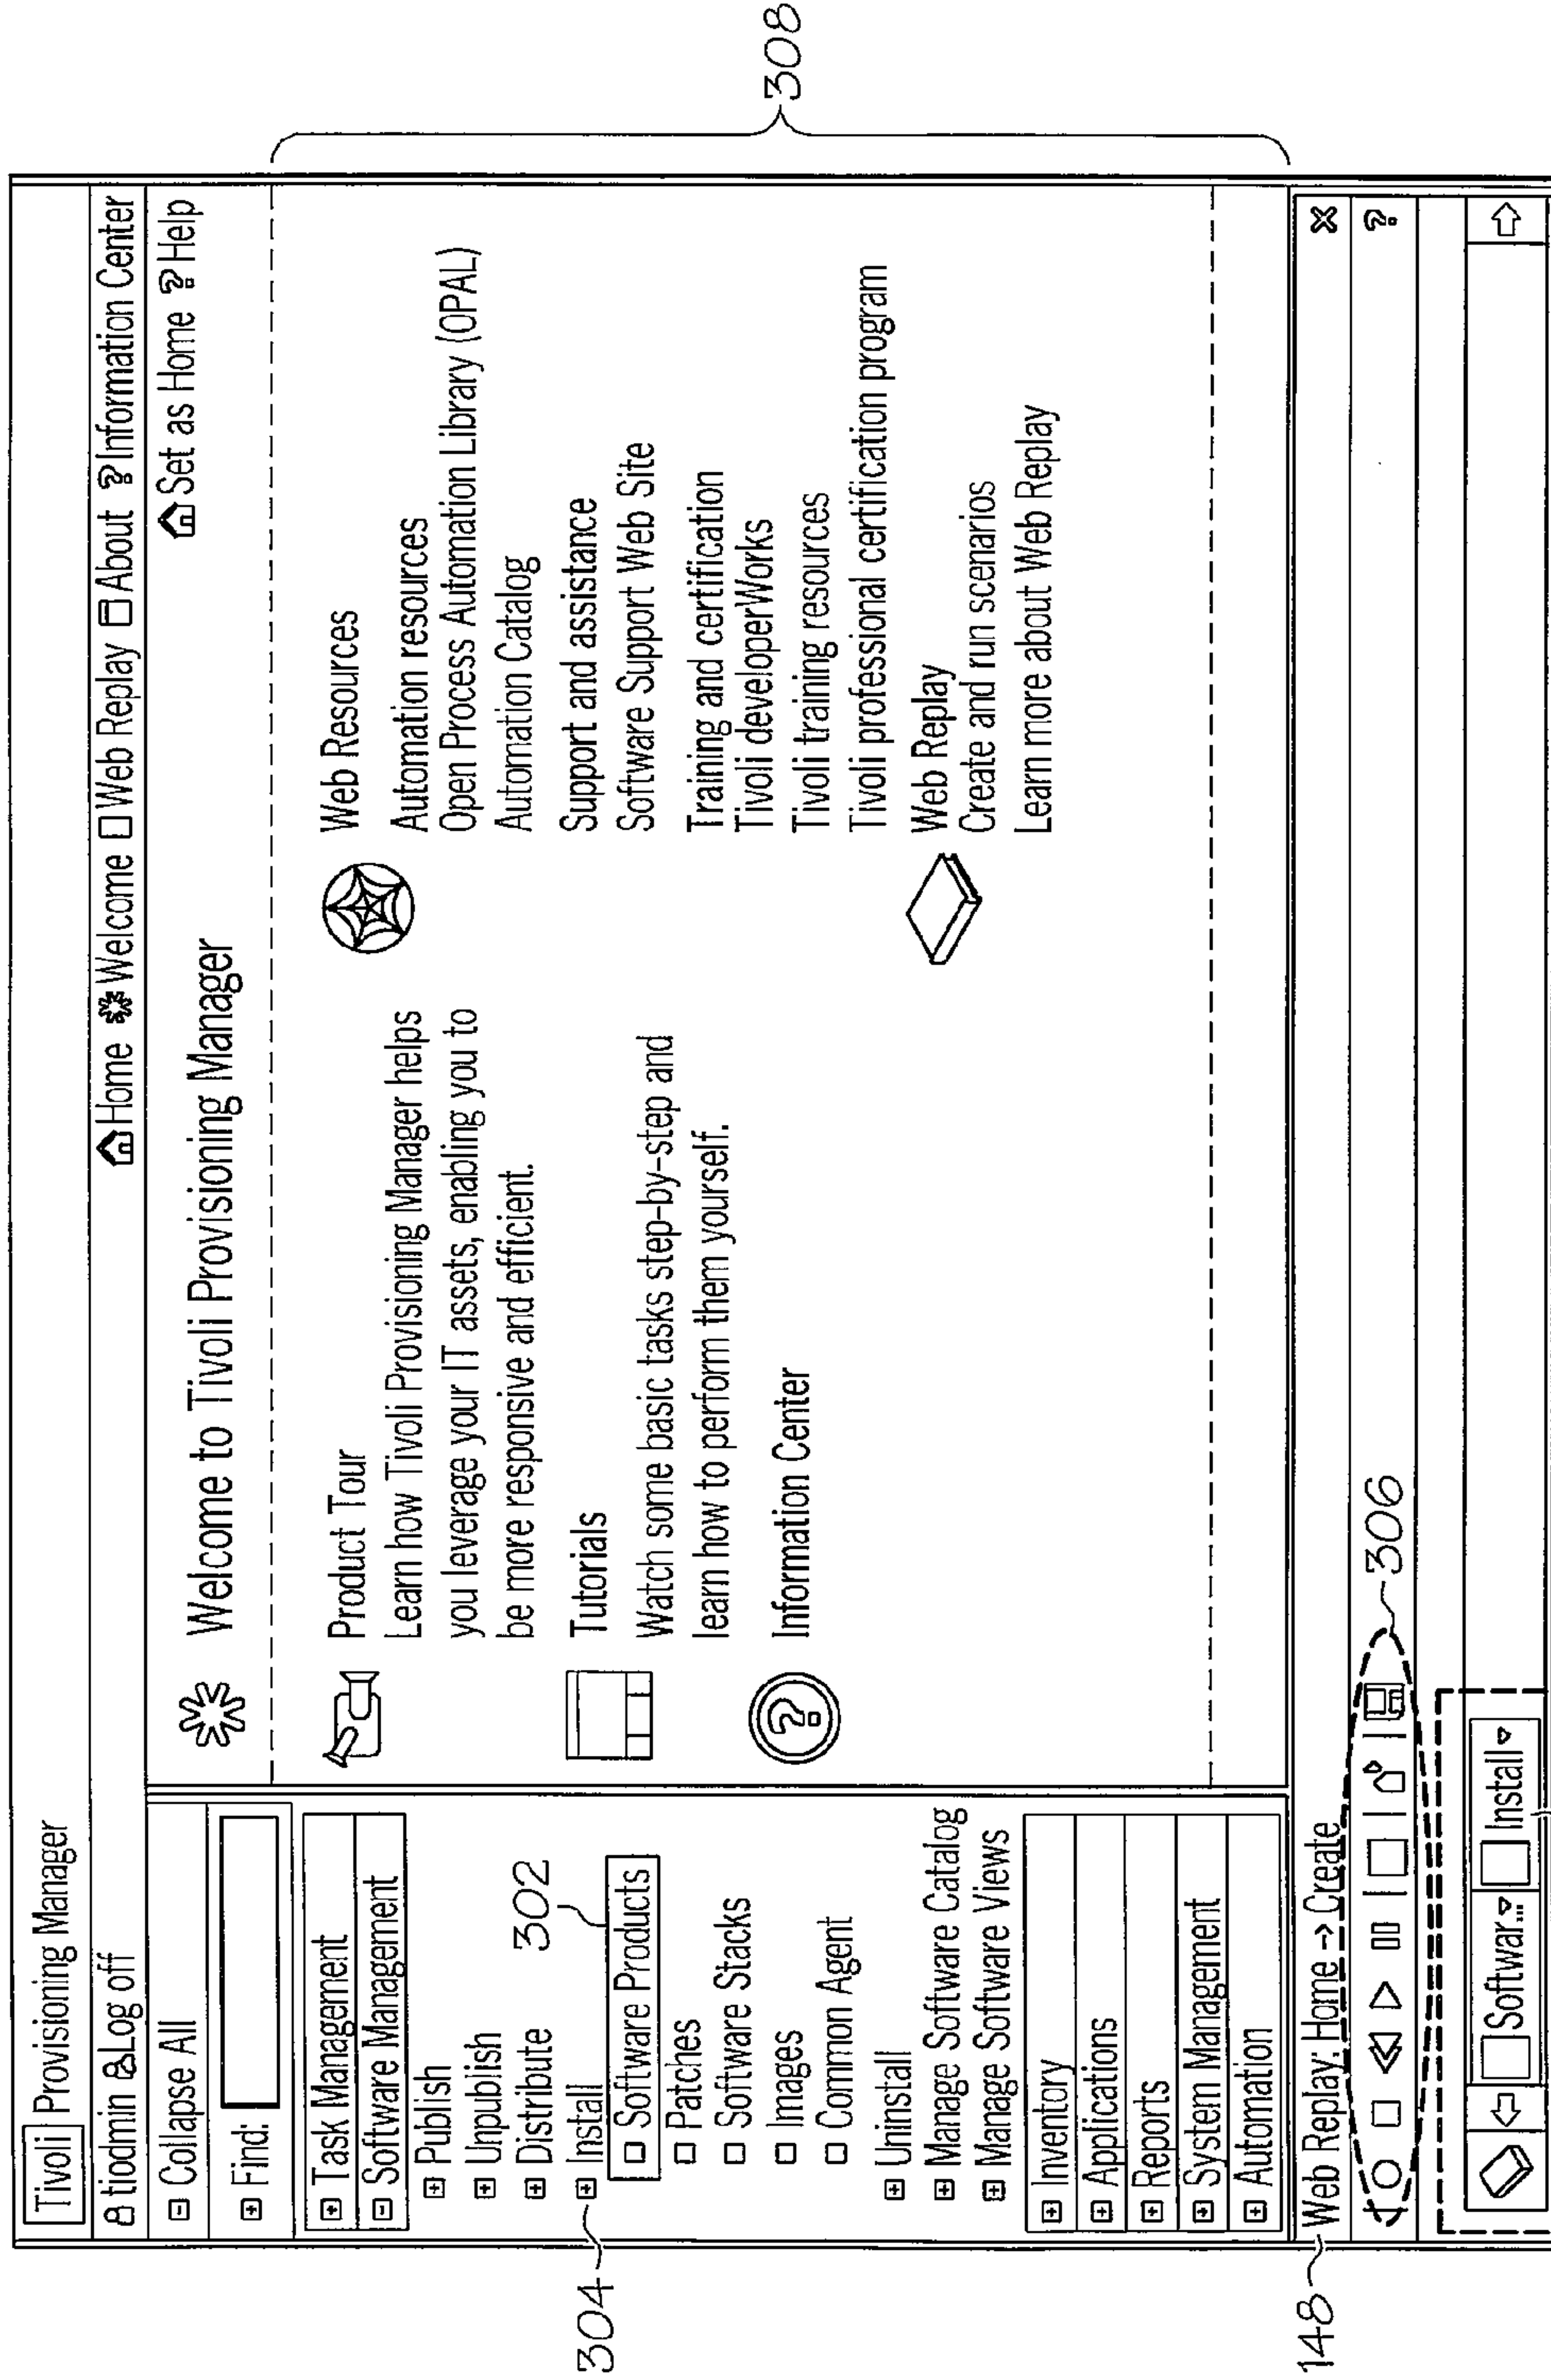 Tivoli Provisioning Manager
tiodmin Log off
Home Welcome Web Replay About ? Information Center
Collapse All
Find:
Welcome to Tivoli Provisioning Manager
Set as Home ? Help
Task Management
Software Management
Publish
Unpublish
Distribute
302
304
Install
Software Products
Patches
Software Stacks
Images
Common Agent
Uninstall
Manage Software Catalog
Manage Software Views
Inventory
Applications
Reports
System Management
Automation
Product Tour
Learn how Tivoli Provisioning Manager helps
you leverage your IT assets, enabling you to
be more responsive and efficient.
Tutorials
Watch some basic tasks step-by-step and
learn how to perform them yourself.
? Information Center
Web Resources
Automation resources
Open Process Automation Library (OPAL)
Automation Catalog
Support and assistance
Software Support Web Site
Training and certification
Tivoli developerWorks
Tivoli training resources
Tivoli professional certification program
Web Replay
Create and run scenarios
Learn more about Web Replay
308
148
Web Replay: Home -> Create
306
?
Softwar... Install